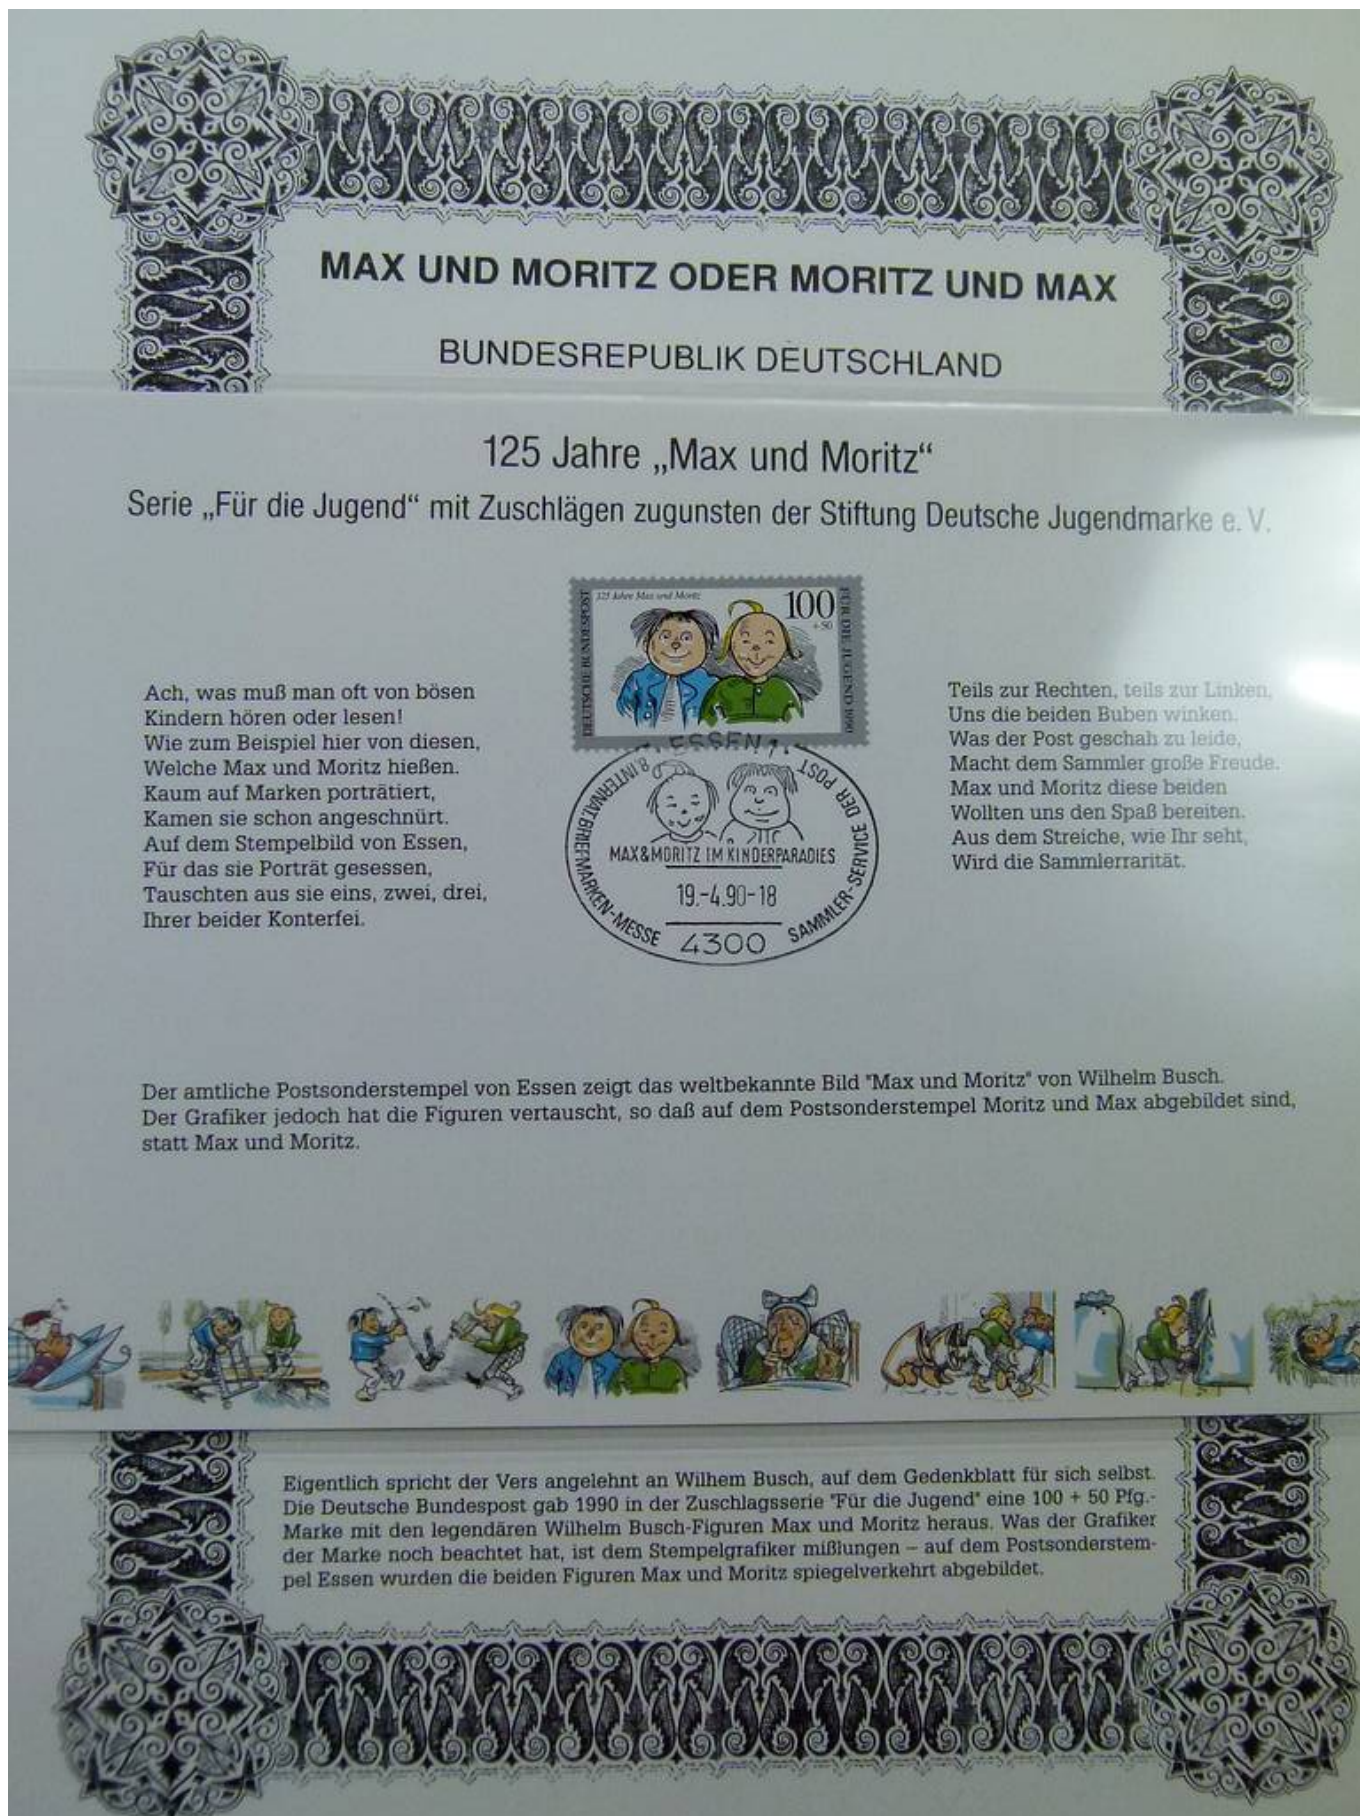 MAX UND MORITZ ODER MORITZ UND MAX
BUNDESREPUBLIK DEUTSCHLAND
125 Jahre „Max und Moritz“
Serie „Für die Jugend“ mit Zuschlägen zugunsten der Stiftung Deutsche Jugendmarke e. V.
DEUTSCHE BUNDESPOST
125 Jahre Max und Moritz
100
+50
FÜR DIE JUGEND 1990
Ach, was muß man oft von bösen
Kindern hören oder lesen!
Wie zum Beispiel hier von diesen,
Welche Max und Moritz hießen.
Kaum auf Marken porträtiert,
Kamen sie schon angeschnürt.
Auf dem Stempelbild von Essen,
Für das sie Porträt gesessen,
Tauschten aus sie eins, zwei, drei,
Ihrer beider Konterfei.
ESSEN 1
8. INTERNAT. BRIEFMARKEN-MESSE
SAMMLER-SERVICE DER POST
MAX&MORITZ IM KINDERPARADIES
19.-4.90-18
4300
Teils zur Rechten, teils zur Linken,
Uns die beiden Buben winken.
Was der Post geschah zu leide,
Macht dem Sammler große Freude.
Max und Moritz diese beiden
Wollten uns den Spaß bereiten.
Aus dem Streiche, wie Ihr seht,
Wird die Sammlerrarität.
Der amtliche Postsonderstempel von Essen zeigt das weltbekannte Bild "Max und Moritz" von Wilhelm Busch.
Der Grafiker jedoch hat die Figuren vertauscht, so daß auf dem Postsonderstempel Moritz und Max abgebildet sind,
statt Max und Moritz.
Eigentlich spricht der Vers angelehnt an Wilhem Busch, auf dem Gedenkblatt für sich selbst.
Die Deutsche Bundespost gab 1990 in der Zuschlagsserie "Für die Jugend" eine 100 + 50 Pfg.-
Marke mit den legendären Wilhelm Busch-Figuren Max und Moritz heraus. Was der Grafiker
der Marke noch beachtet hat, ist dem Stempelgrafiker mißlungen – auf dem Postsonderstem-
pel Essen wurden die beiden Figuren Max und Moritz spiegelverkehrt abgebildet.